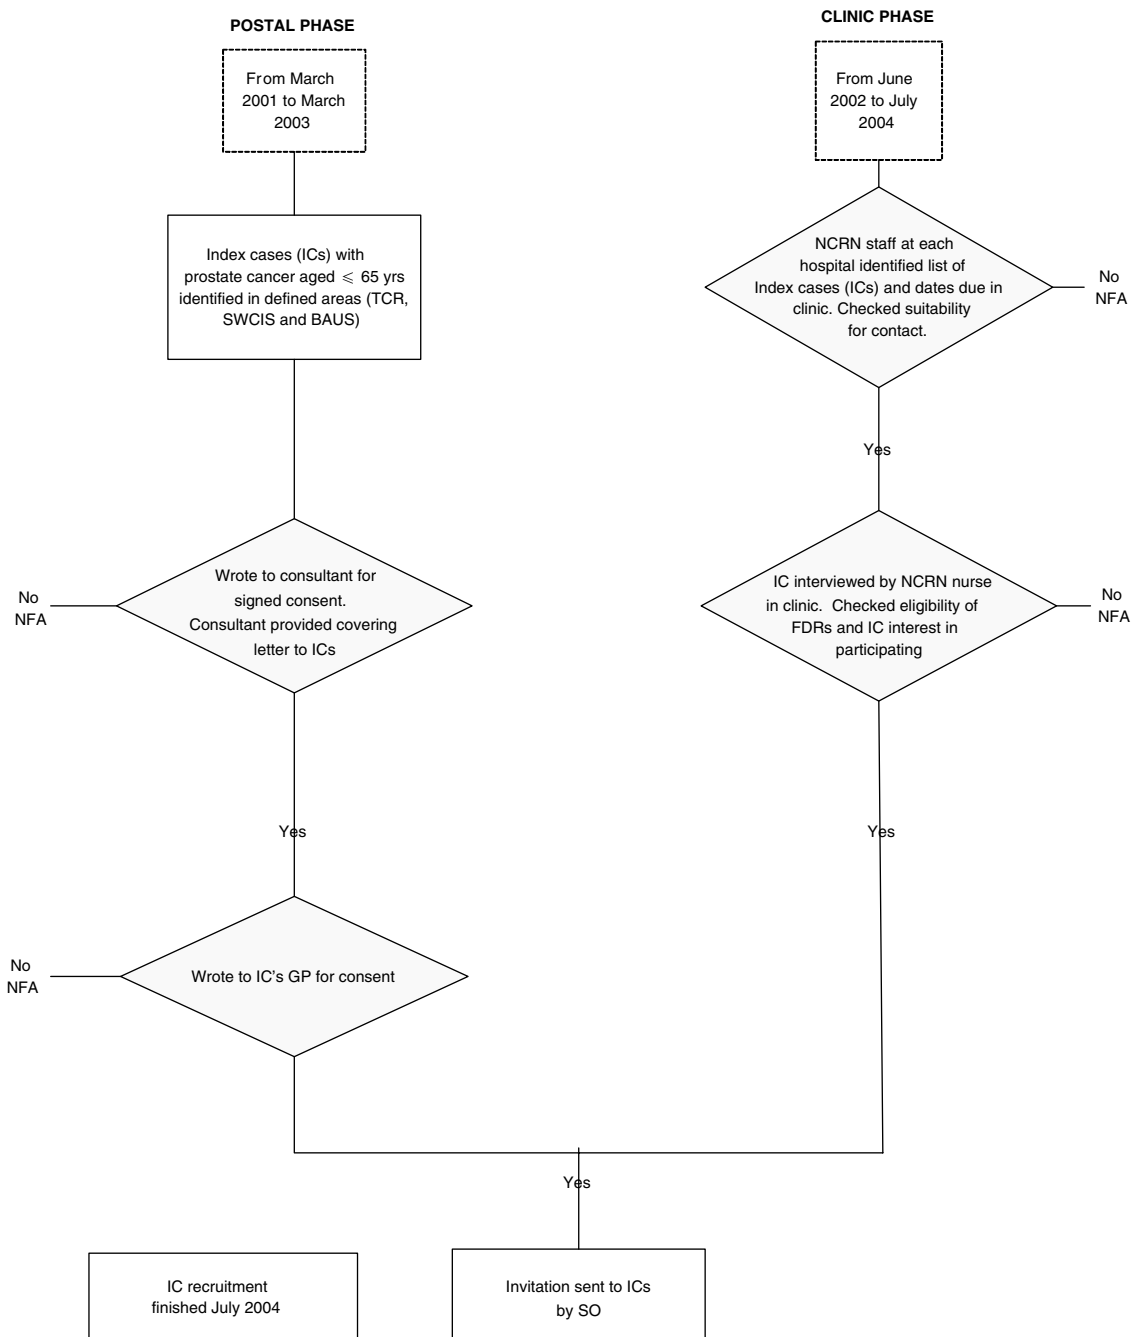 POSTAL PHASE
From March
2001 to March
2003
Index cases (ICs) with
prostate cancer aged ⩽ 65 yrs
identified in defined areas (TCR,
SWCIS and BAUS)
Wrote to consultant for
signed consent.
Consultant provided covering
letter to ICs
No
NFA
Yes
Wrote to IC's GP for consent
No
NFA
CLINIC PHASE
From June
2002 to July
2004
NCRN staff at each
hospital identified list of
Index cases (ICs) and dates due in
clinic. Checked suitability
for contact.
No
NFA
Yes
IC interviewed by NCRN nurse
in clinic. Checked eligibility of
FDRs and IC interest in
participating
No
NFA
Yes
Yes
IC recruitment
finished July 2004
Invitation sent to ICs
by SO